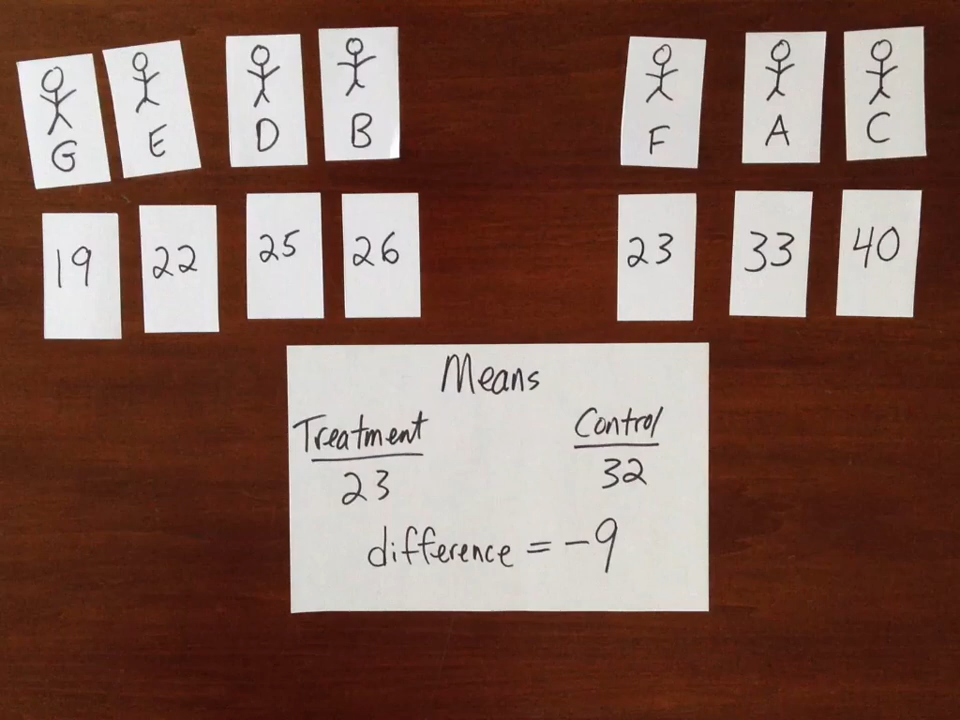 G E D B F A C
19 22 25 26 23 33 40
Means
Treatment Control
23 32
difference = -9